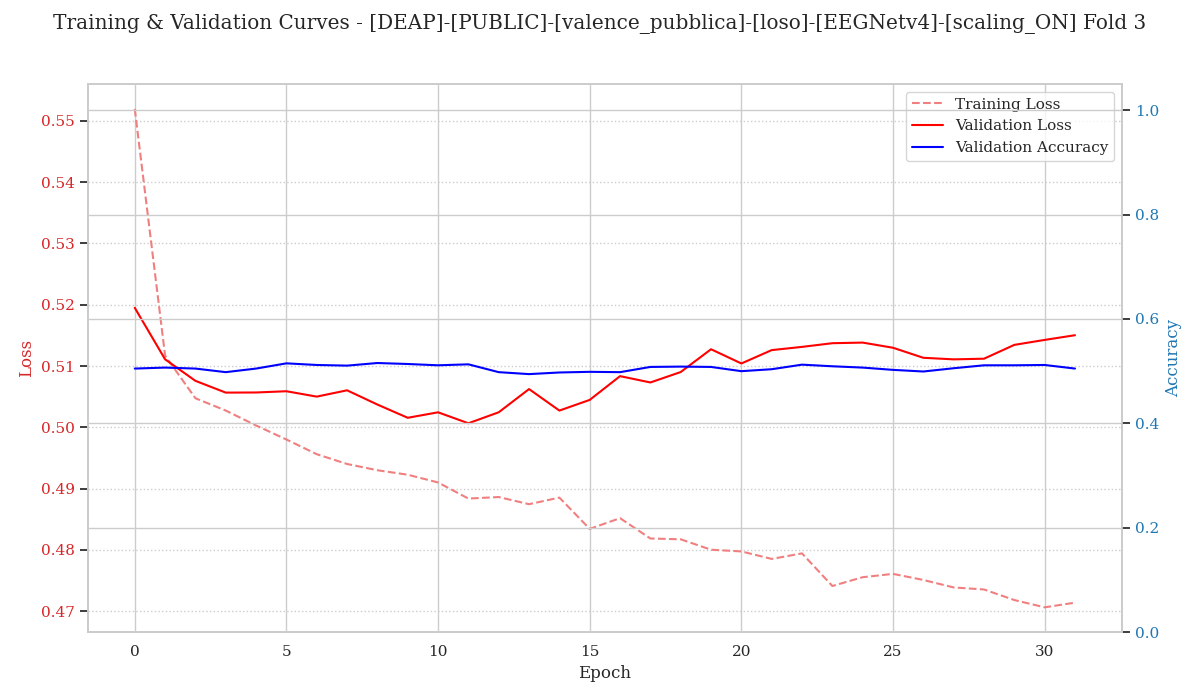 Training & Validation Curves - [DEAP]-[PUBLIC]-[valence_pubblica]-[loso]-[EEGNetv4]-[scaling_ON] Fold 3
Training Loss
Validation Loss
Validation Accuracy
Loss
0.55
0.54
0.53
0.52
0.51
0.50
0.49
0.48
0.47
1.0
0.8
0.6
0.4
0.2
0.0
Accuracy
0 5 10 15 20 25 30
Epoch